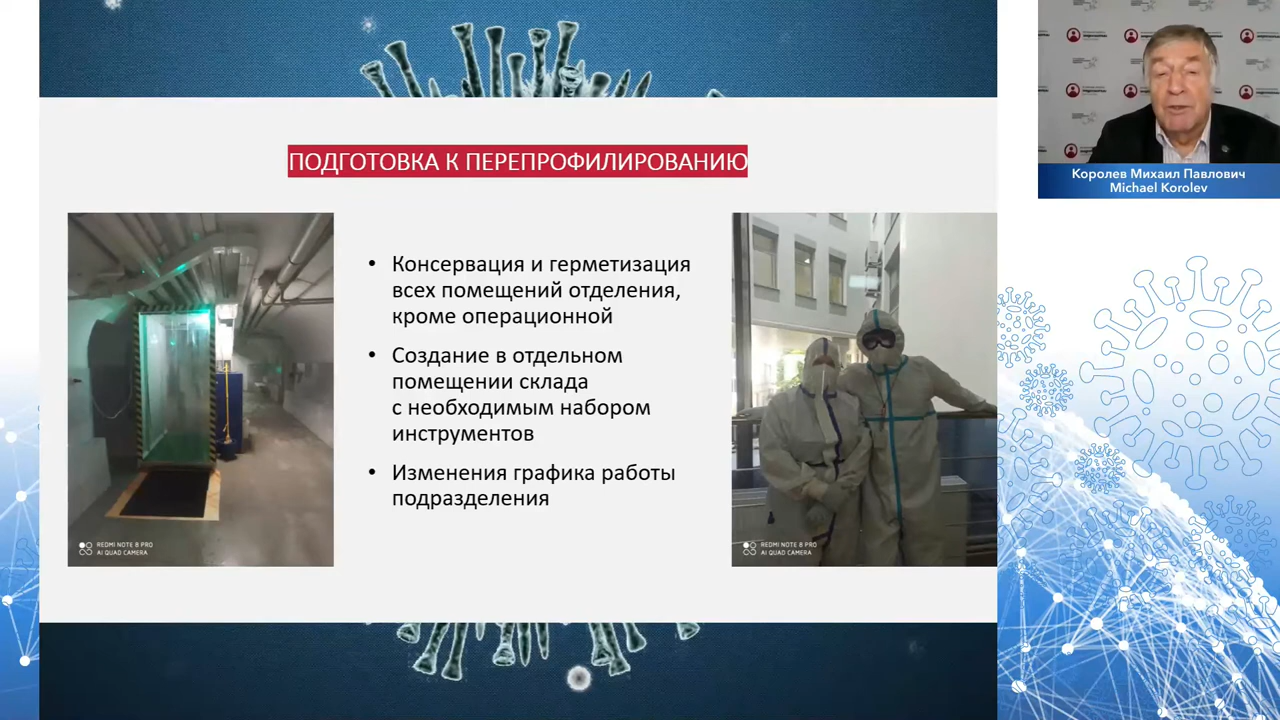 ПОДГОТОВКА К ПЕРЕПРОФИЛИРОВАНИЮ
• Консервация и герметизация
всех помещений отделения,
кроме операционной
• Создание в отдельном
помещении склада
с необходимым набором
инструментов
• Изменения графика работы
подразделения
REDMI NOTE 8 PRO
AI QUAD CAMERA
REDMI NOTE 8 PRO
AI QUAD CAMERA
Королев Михаил Павлович
Michael Korolev